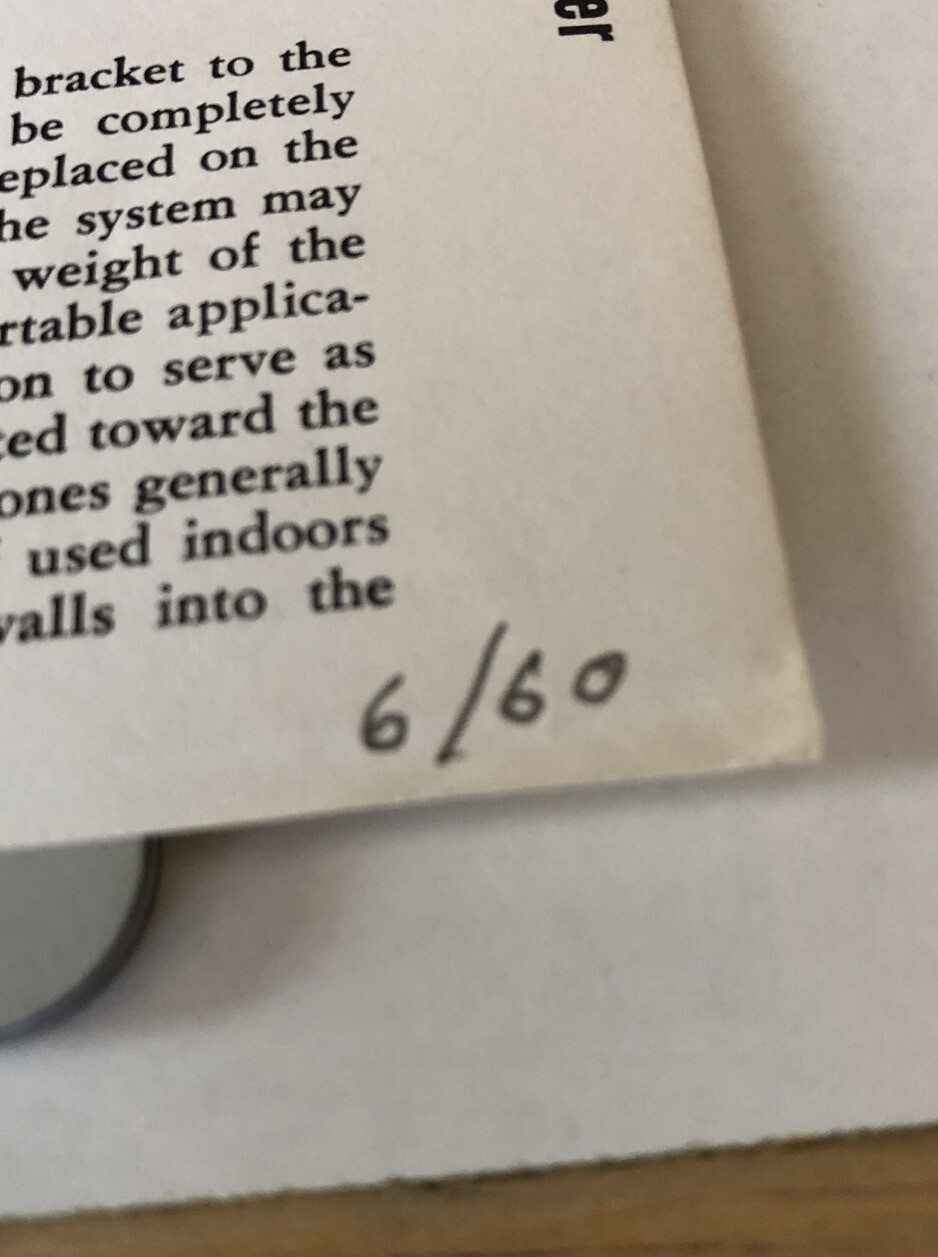 er
bracket to the
be completely
eplaced on the
he system may
weight of the
rtable applica-
on to serve as
ed toward the
ones generally
used indoors
valls into the
6/60